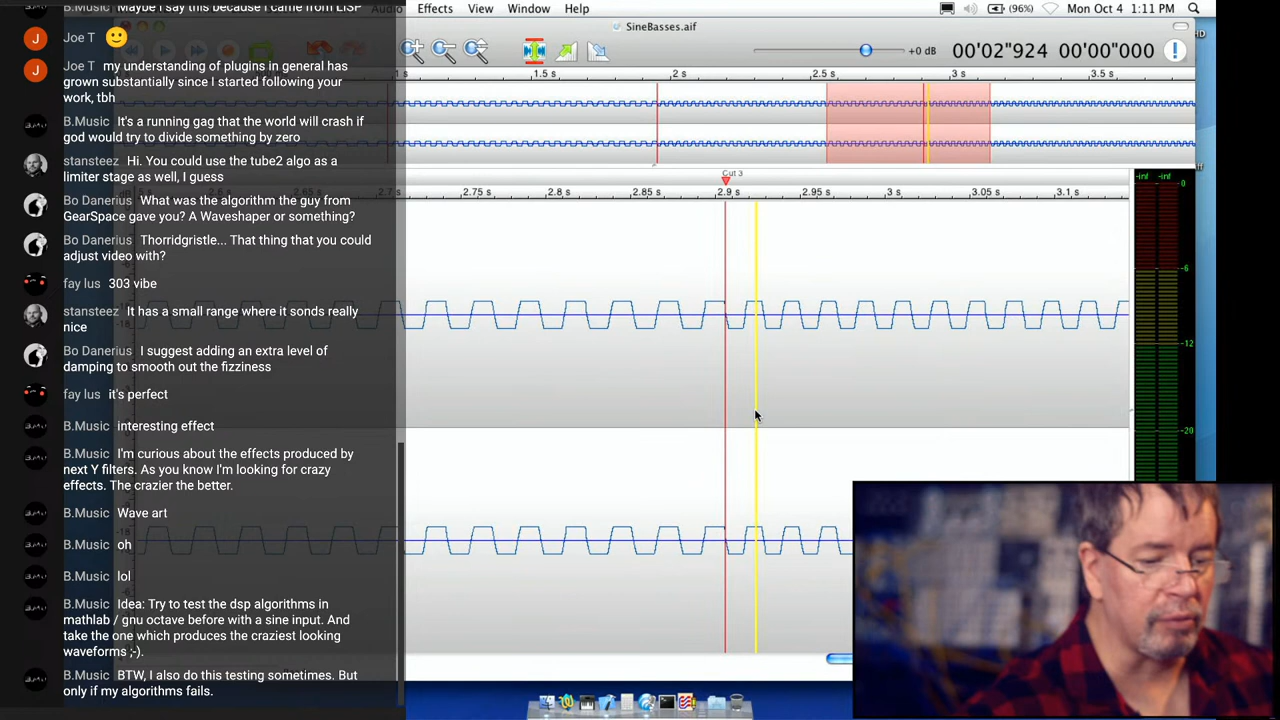 B.Music Maybe I say this because I came from LISP
Joe T
Joe T my understanding of plugins in general has
grown substantially since I started following your
work, tbh
B.Music It's a running gag that the world will crash if
god would try to divide something by zero
stansteez Hi. You could use the tube2 algo as a
limiter stage as well, I guess
Bo Danerius What was the algorithm the guy from
GearSpace gave you? A Waveshaper or something?
Bo Danerius Thorridgristle... That thing that you could
adjust video with?
fay lus 303 vibe
stansteez It has a small range where it sonds really
nice
Bo Danerius I suggest adding an extra level of
damping to smooth out the fizziness
fay lus it's perfect
B.Music interesting effect
B.Music I'm curious about the effects produced by
next Y filters. As you know I'm looking for crazy
effects. The crazier the better.
B.Music Wave art
B.Music oh
B.Music lol
B.Music Idea: Try to test the dsp algorithms in
mathlab / gnu octave before with a sine input. And
take the one which produces the craziest looking
waveforms ;-).
B.Music BTW, I also do this testing sometimes. But
only if my algorithms fails.
Audio Effects View Window Help (96%) Mon Oct 4 1:11 PM
SineBasses.aif
+0 dB 00'02"924 00'00"000
1 s 1.5 s 2 s 2.5 s 3 s 3.5 s
Cut 3
2.7 s 2.75 s 2.8 s 2.85 s 2.9 s 2.95 s 3 s 3.05 s 3.1 s
-inf -inf
0
-6
-12
-20